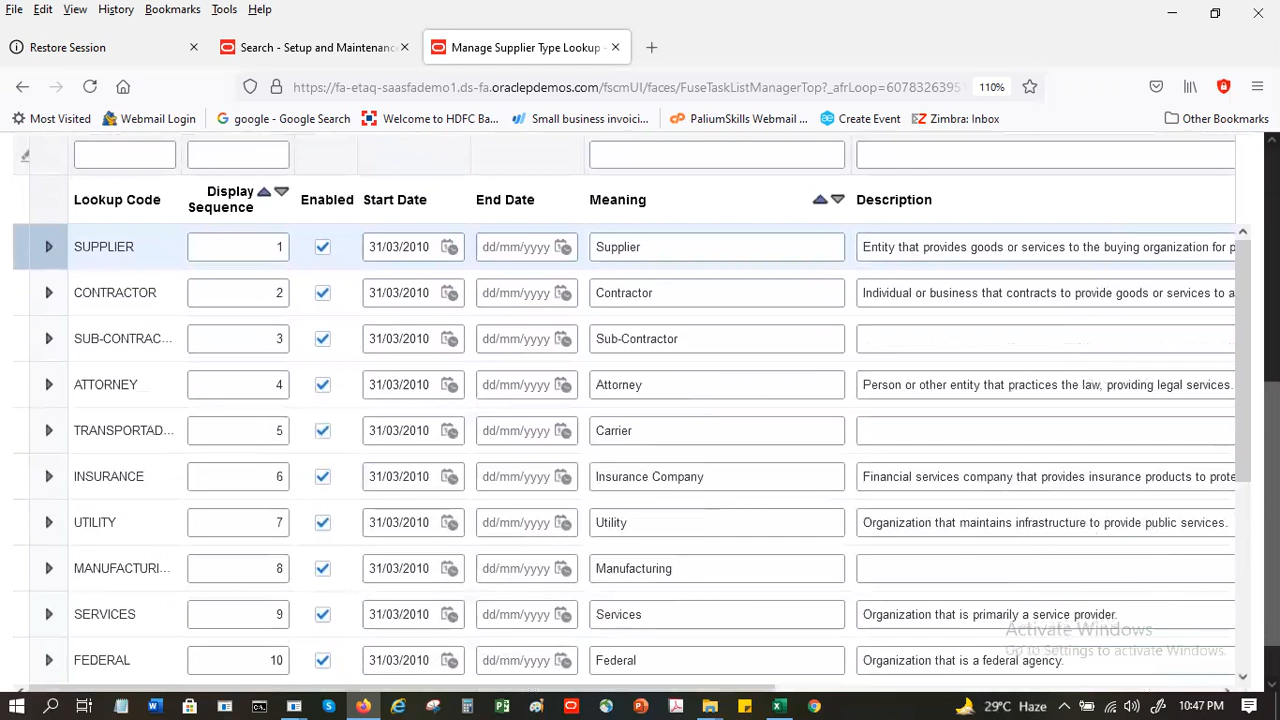 File Edit View History Bookmarks Tools Help
Restore Session × Search - Setup and Maintenance × Manage Supplier Type Lookup - × +
https://fa-etaq-saasfademo1.ds-fa.oraclepdemos.com/fscmUI/faces/FuseTaskListManagerTop?_afrLoop=6078326395 110%
Most Visited Webmail Login google - Google Search Welcome to HDFC Ba... Small business invoici... PaliumSkills Webmail ... Create Event Zimbra: Inbox Other Bookmarks
Lookup Code Display Sequence Enabled Start Date End Date Meaning Description
SUPPLIER 1 31/03/2010 dd/mm/yyyy Supplier Entity that provides goods or services to the buying organization for p
CONTRACTOR 2 31/03/2010 dd/mm/yyyy Contractor Individual or business that contracts to provide goods or services to a
SUB-CONTRAC... 3 31/03/2010 dd/mm/yyyy Sub-Contractor
ATTORNEY 4 31/03/2010 dd/mm/yyyy Attorney Person or other entity that practices the law, providing legal services.
TRANSPORTAD... 5 31/03/2010 dd/mm/yyyy Carrier
INSURANCE 6 31/03/2010 dd/mm/yyyy Insurance Company Financial services company that provides insurance products to prote
UTILITY 7 31/03/2010 dd/mm/yyyy Utility Organization that maintains infrastructure to provide public services.
MANUFACTURI... 8 31/03/2010 dd/mm/yyyy Manufacturing
SERVICES 9 31/03/2010 dd/mm/yyyy Services Organization that is primarily a service provider.
FEDERAL 10 31/03/2010 dd/mm/yyyy Federal Organization that is a federal agency.
Activate Windows
Go to Settings to activate Windows.
29°C Haze ENG 10:47 PM